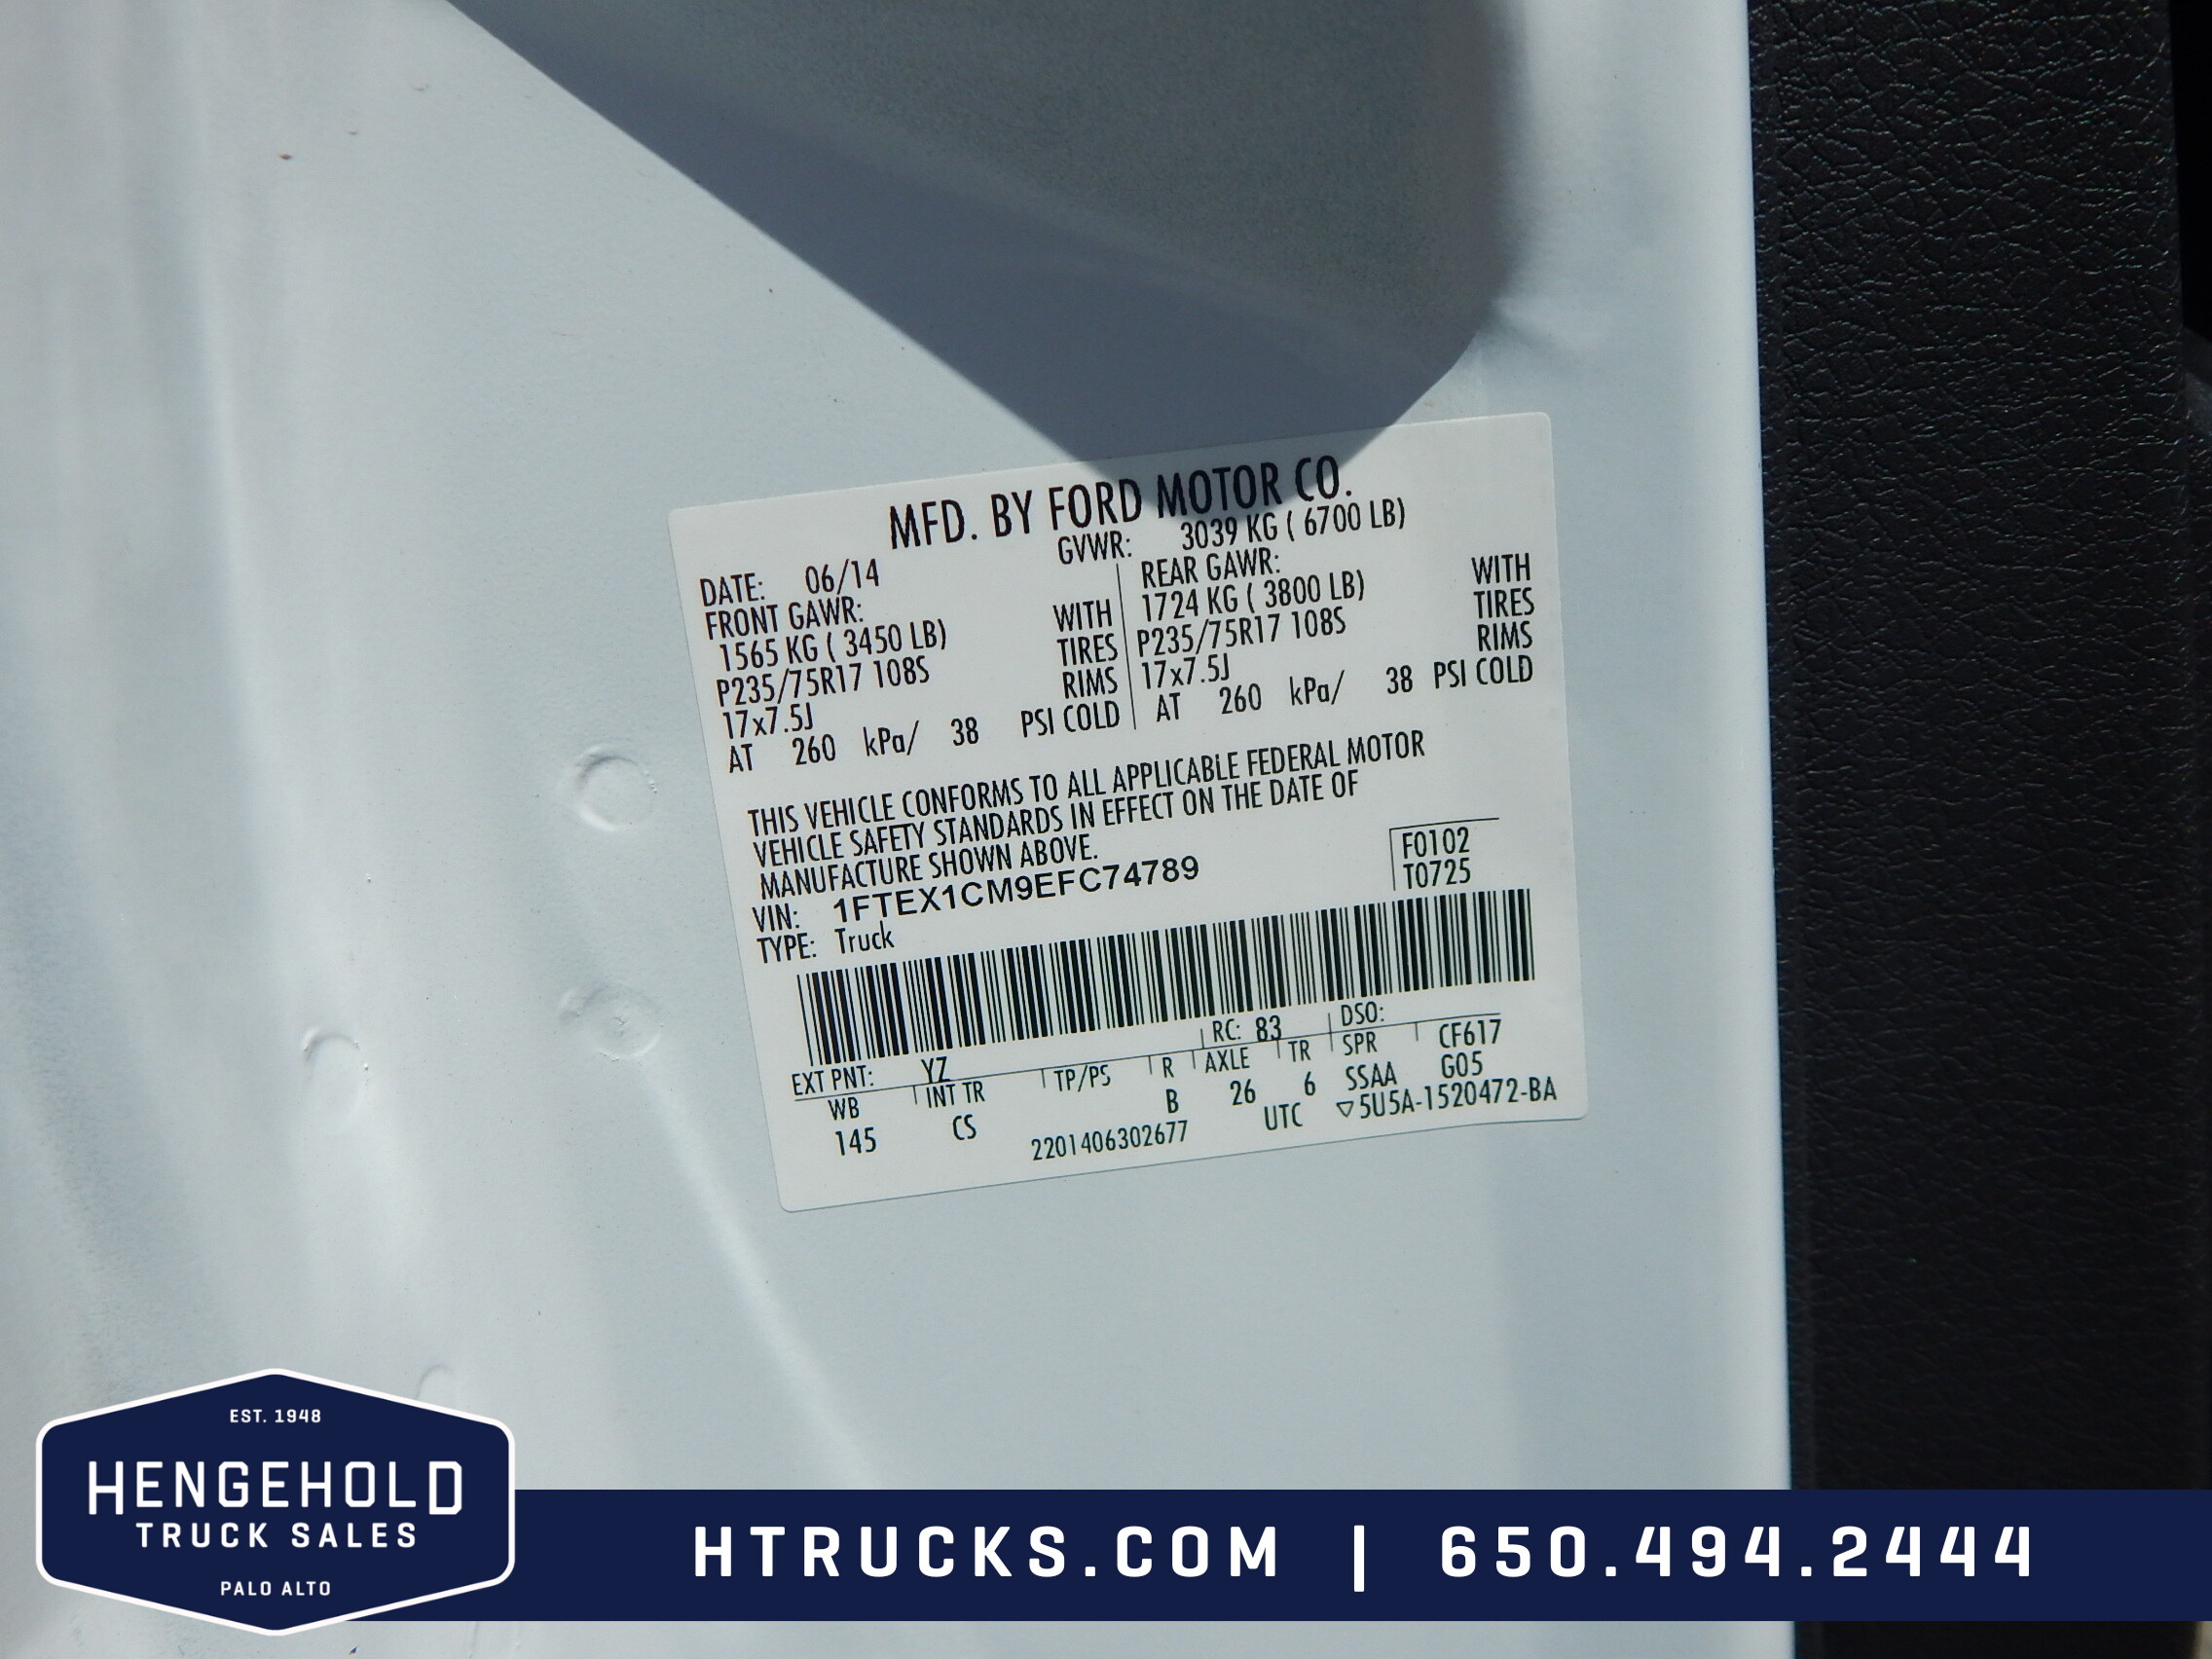 MFD. BY FORD MOTOR CO.
DATE: 06/14 GVWR: 3039 KG ( 6700 LB)
FRONT GAWR: REAR GAWR:
1565 KG ( 3450 LB) WITH 1724 KG ( 3800 LB) WITH
P235/75R17 108S TIRES P235/75R17 108S TIRES
17x7.5J RIMS 17x7.5J RIMS
AT 260 kPa/ 38 PSI COLD AT 260 kPa/ 38 PSI COLD
THIS VEHICLE CONFORMS TO ALL APPLICABLE FEDERAL MOTOR
VEHICLE SAFETY STANDARDS IN EFFECT ON THE DATE OF
MANUFACTURE SHOWN ABOVE.
F0102
VIN: 1FTEX1CM9EFC74789
T0725
TYPE: Truck
EXT PNT: YZ RC: 83 DSO:
WB INT TR TP/PS R AXLE TR SPR CF617
145 CS B 26 6 SSAA G05
2201406302677 UTC ▽5U5A-1520472-BA
EST. 1948
HENGEHOLD
TRUCK SALES
PALO ALTO
HTRUCKS.COM | 650.494.2444